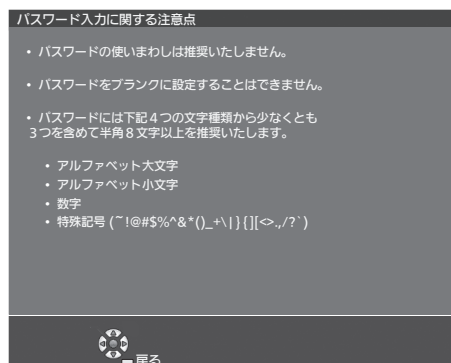 パスワード入力に関する注意点
• パスワードの使いまわしは推奨いたしません。
• パスワードをブランクに設定することはできません。
• パスワードには下記4つの文字種類から少なくとも
3つを含めて半角8文字以上を推奨いたします。
• アルファベット大文字
• アルファベット小文字
• 数字
• 特殊記号 (~!@#$%^&*()_+\|}{][<>.,/?`)
戻る